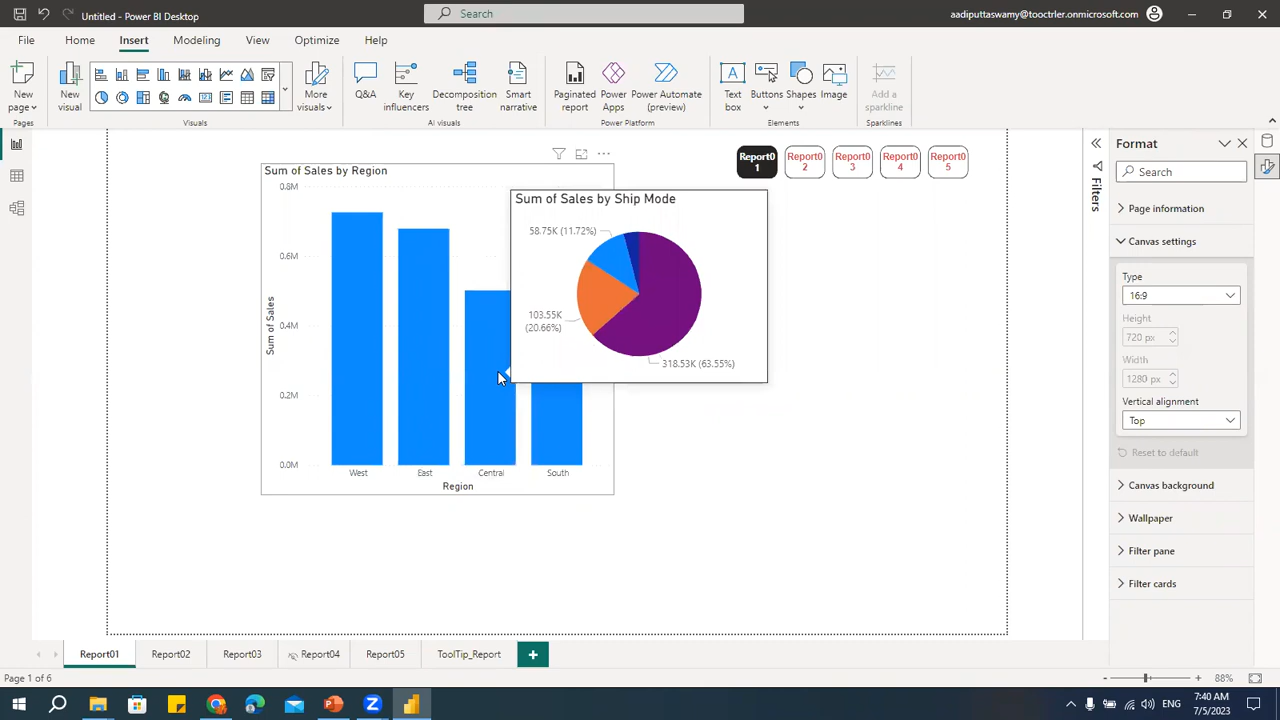 Untitled - Power BI Desktop
Search
aadiputtaswamy@tooctrler.onmicrosoft.com
File
Home
Insert
Modeling
View
Optimize
Help
New page
New visual
More visuals
Q&A
Key influencers
Decomposition tree
Smart narrative
Paginated report
Power Apps
Power Automate (preview)
Text box
Buttons
Shapes
Image
Add a sparkline
Pages
Visuals
AI visuals
Power Platform
Elements
Sparklines
Sum of Sales by Region
0.8M
0.6M
0.4M
0.2M
0.0M
Sum of Sales
West
East
Central
South
Region
Sum of Sales by Ship Mode
58.75K (11.72%)
103.55K
(20.66%)
318.53K (63.55%)
Report0
1
Report0
2
Report0
3
Report0
4
Report0
5
Filters
Format
Search
Page information
Canvas settings
Type
16:9
Height
720 px
Width
1280 px
Vertical alignment
Top
Reset to default
Canvas background
Wallpaper
Filter pane
Filter cards
Report01
Report02
Report03
Report04
Report05
ToolTip_Report
Page 1 of 6
88%
ENG
7:40 AM
7/5/2023